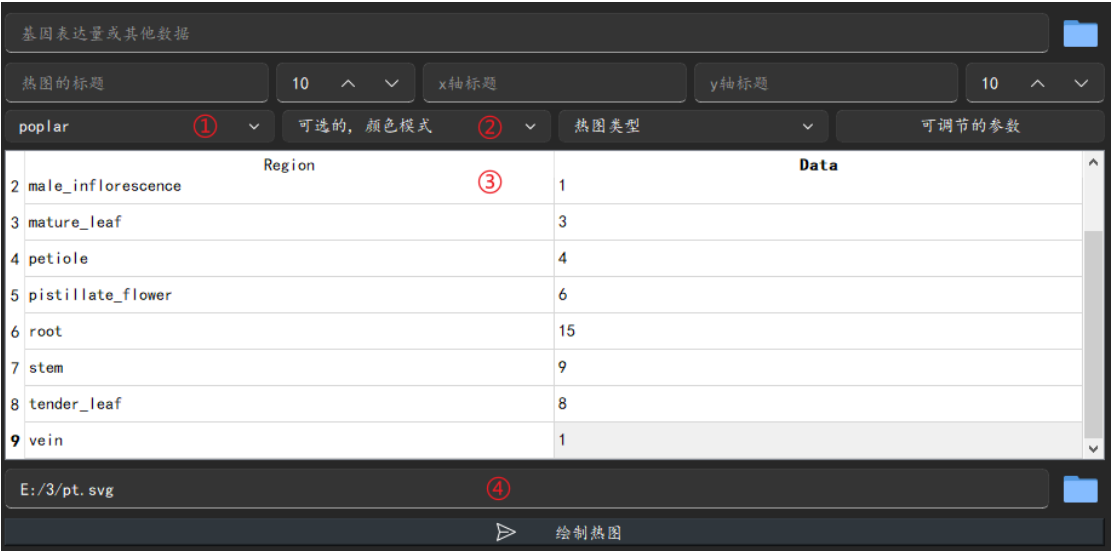 基因表达量或其他数据
热图的标题 10 x轴标题 y轴标题 10
poplar ① 可选的, 颜色模式 ② 热图类型 可调节的参数
Region ③ Data
2 male_inflorescence 1
3 mature_leaf 3
4 petiole 4
5 pistillate_flower 6
6 root 15
7 stem 9
8 tender_leaf 8
9 vein 1
E:/3/pt.svg ④
绘制热图